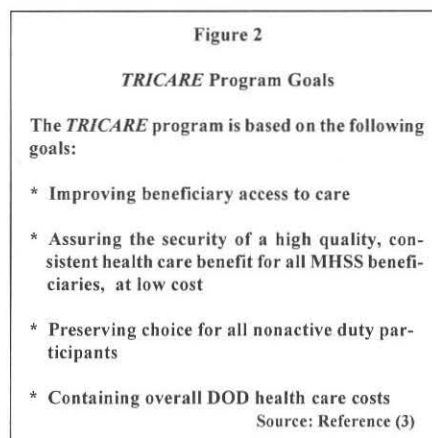 Figure 2
TRICARE Program Goals
The TRICARE program is based on the following
goals:
* Improving beneficiary access to care
* Assuring the security of a high quality, con-
sistent health care benefit for all MHSS benefi-
ciaries, at low cost
* Preserving choice for all nonactive duty par-
ticipants
* Containing overall DOD health care costs
Source: Reference (3)